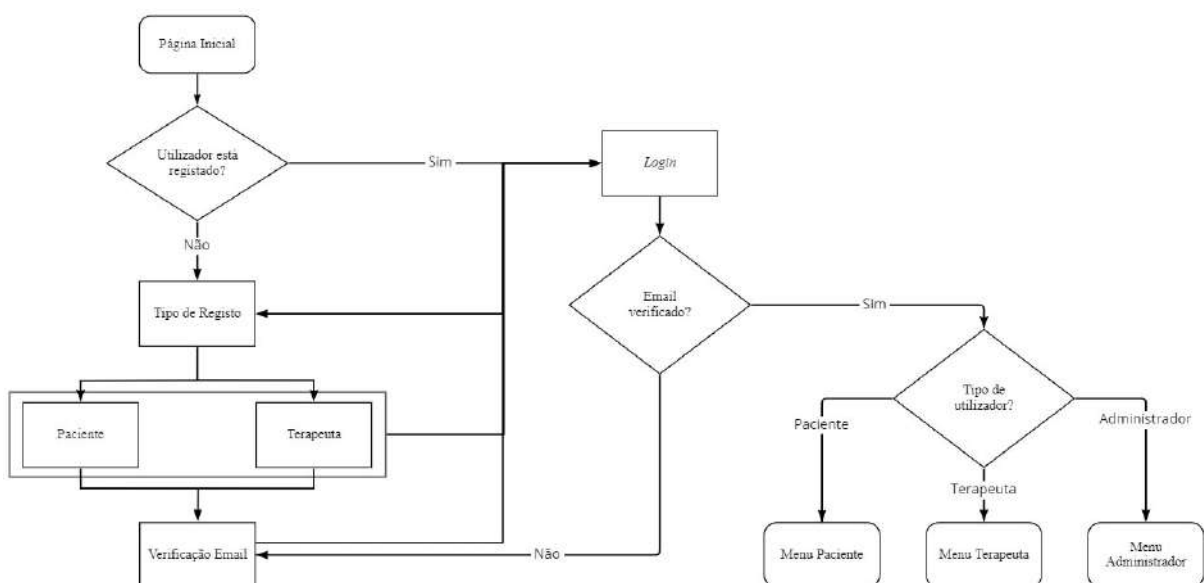 Página Inicial
Utilizador está
registado?
Sim
Login
Não
Tipo de Registo
Email
verificado?
Sim
Paciente
Terapeuta
Tipo de
utilizador?
Paciente
Administrador
Terapeuta
Verificação Email
Não
Menu Paciente
Menu Terapeuta
Menu
Administrador